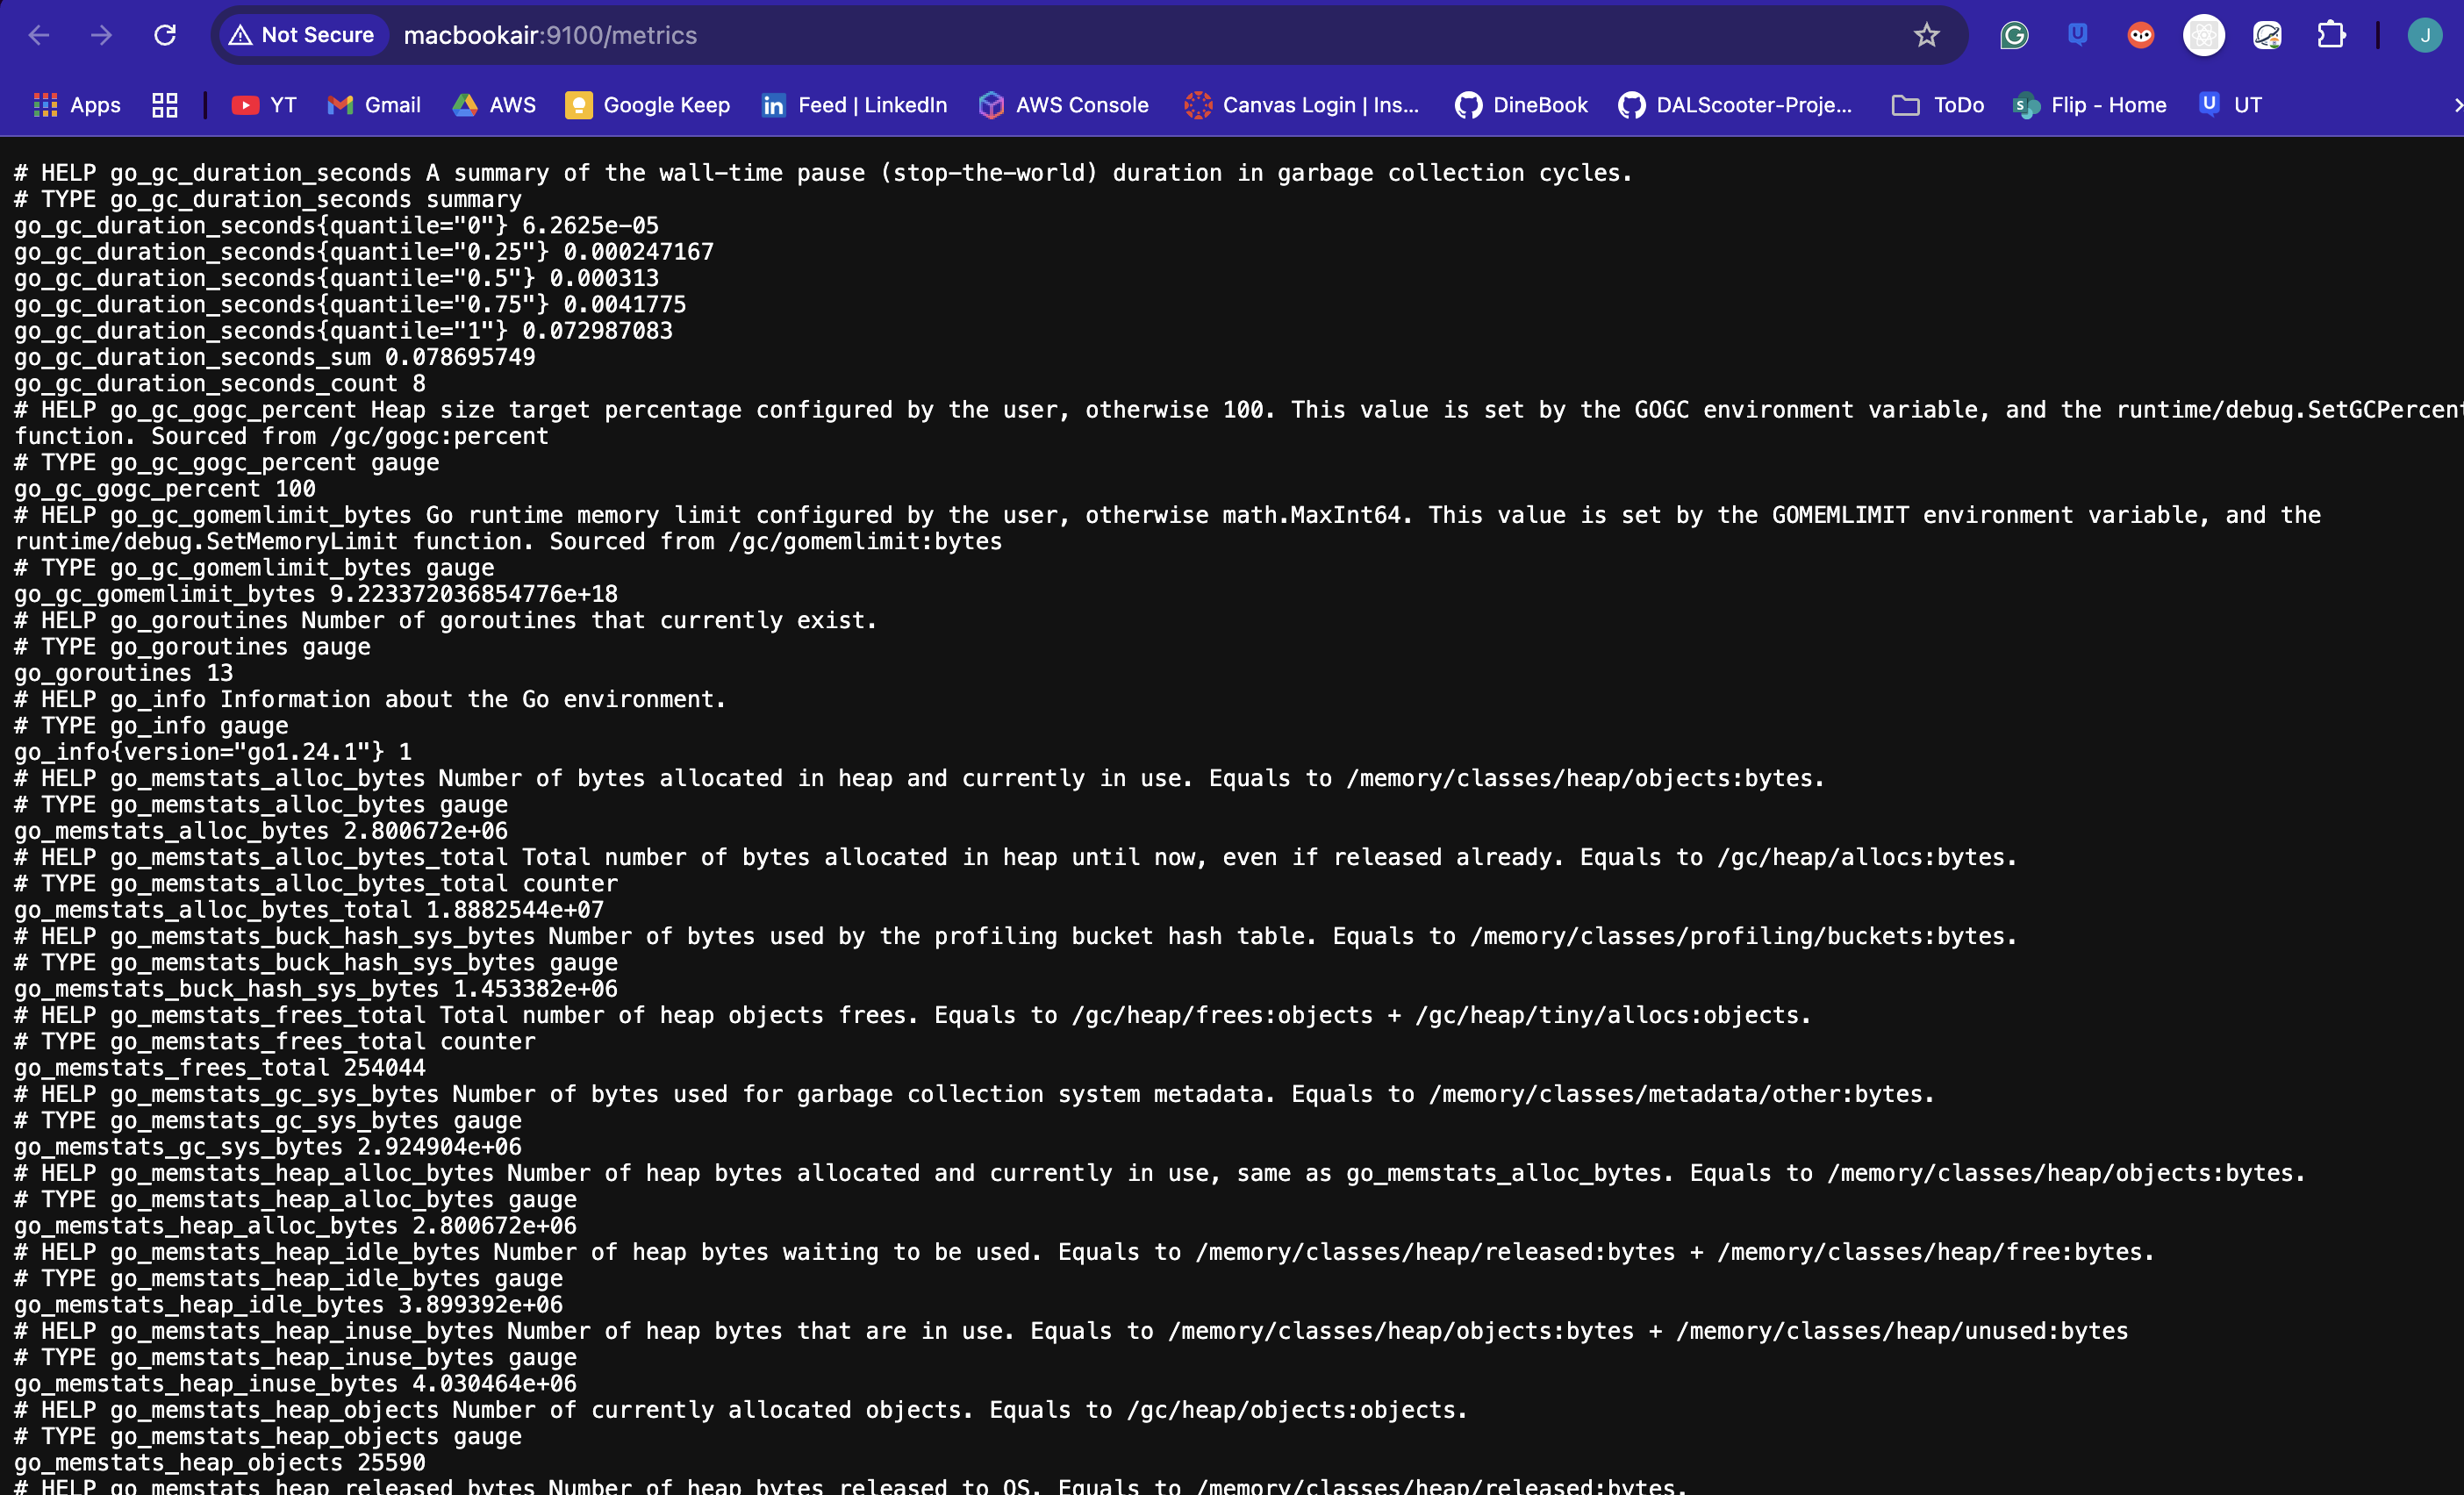 Not Secure macbookair:9100/metrics J
Apps YT Gmail AWS Google Keep Feed | LinkedIn AWS Console Canvas Login | Ins... DineBook DALScooter-Proje... ToDo Flip - Home UT
# HELP go_gc_duration_seconds A summary of the wall-time pause (stop-the-world) duration in garbage collection cycles.
# TYPE go_gc_duration_seconds summary
go_gc_duration_seconds{quantile="0"} 6.2625e-05
go_gc_duration_seconds{quantile="0.25"} 0.000247167
go_gc_duration_seconds{quantile="0.5"} 0.000313
go_gc_duration_seconds{quantile="0.75"} 0.0041775
go_gc_duration_seconds{quantile="1"} 0.072987083
go_gc_duration_seconds_sum 0.078695749
go_gc_duration_seconds_count 8
# HELP go_gc_gogc_percent Heap size target percentage configured by the user, otherwise 100. This value is set by the GOGC environment variable, and the runtime/debug.SetGCPercent
function. Sourced from /gc/gogc:percent
# TYPE go_gc_gogc_percent gauge
go_gc_gogc_percent 100
# HELP go_gc_gomemlimit_bytes Go runtime memory limit configured by the user, otherwise math.MaxInt64. This value is set by the GOMEMLIMIT environment variable, and the
runtime/debug.SetMemoryLimit function. Sourced from /gc/gomemlimit:bytes
# TYPE go_gc_gomemlimit_bytes gauge
go_gc_gomemlimit_bytes 9.223372036854776e+18
# HELP go_goroutines Number of goroutines that currently exist.
# TYPE go_goroutines gauge
go_goroutines 13
# HELP go_info Information about the Go environment.
# TYPE go_info gauge
go_info{version="go1.24.1"} 1
# HELP go_memstats_alloc_bytes Number of bytes allocated in heap and currently in use. Equals to /memory/classes/heap/objects:bytes.
# TYPE go_memstats_alloc_bytes gauge
go_memstats_alloc_bytes 2.800672e+06
# HELP go_memstats_alloc_bytes_total Total number of bytes allocated in heap until now, even if released already. Equals to /gc/heap/allocs:bytes.
# TYPE go_memstats_alloc_bytes_total counter
go_memstats_alloc_bytes_total 1.8882544e+07
# HELP go_memstats_buck_hash_sys_bytes Number of bytes used by the profiling bucket hash table. Equals to /memory/classes/profiling/buckets:bytes.
# TYPE go_memstats_buck_hash_sys_bytes gauge
go_memstats_buck_hash_sys_bytes 1.453382e+06
# HELP go_memstats_frees_total Total number of heap objects frees. Equals to /gc/heap/frees:objects + /gc/heap/tiny/allocs:objects.
# TYPE go_memstats_frees_total counter
go_memstats_frees_total 254044
# HELP go_memstats_gc_sys_bytes Number of bytes used for garbage collection system metadata. Equals to /memory/classes/metadata/other:bytes.
# TYPE go_memstats_gc_sys_bytes gauge
go_memstats_gc_sys_bytes 2.924904e+06
# HELP go_memstats_heap_alloc_bytes Number of heap bytes allocated and currently in use, same as go_memstats_alloc_bytes. Equals to /memory/classes/heap/objects:bytes.
# TYPE go_memstats_heap_alloc_bytes gauge
go_memstats_heap_alloc_bytes 2.800672e+06
# HELP go_memstats_heap_idle_bytes Number of heap bytes waiting to be used. Equals to /memory/classes/heap/released:bytes + /memory/classes/heap/free:bytes.
# TYPE go_memstats_heap_idle_bytes gauge
go_memstats_heap_idle_bytes 3.899392e+06
# HELP go_memstats_heap_inuse_bytes Number of heap bytes that are in use. Equals to /memory/classes/heap/objects:bytes + /memory/classes/heap/unused:bytes
# TYPE go_memstats_heap_inuse_bytes gauge
go_memstats_heap_inuse_bytes 4.030464e+06
# HELP go_memstats_heap_objects Number of currently allocated objects. Equals to /gc/heap/objects:objects.
# TYPE go_memstats_heap_objects gauge
go_memstats_heap_objects 25590
# HELP go_memstats_heap_released_bytes Number of heap bytes released to OS. Equals to /memory/classes/heap/released:bytes.